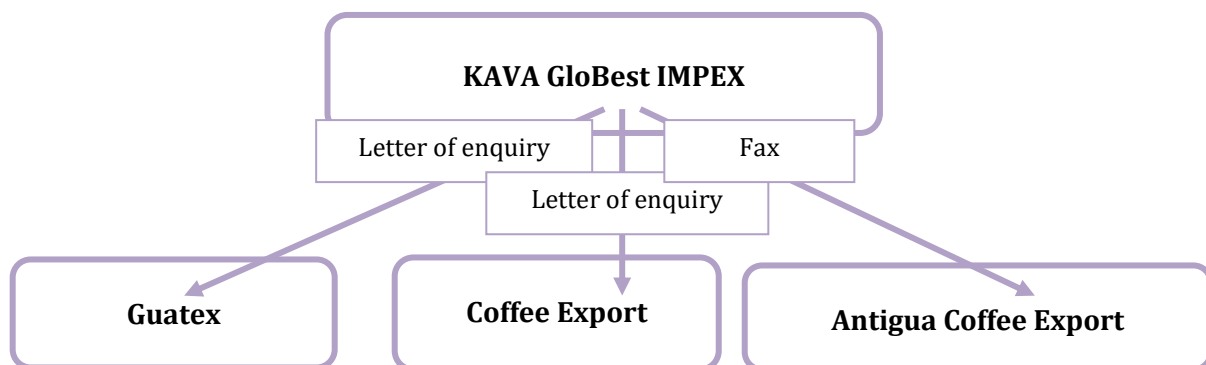 KAVA GloBest IMPEX
Letter of enquiry
Fax
Letter of enquiry
Guatex
Coffee Export
Antigua Coffee Export